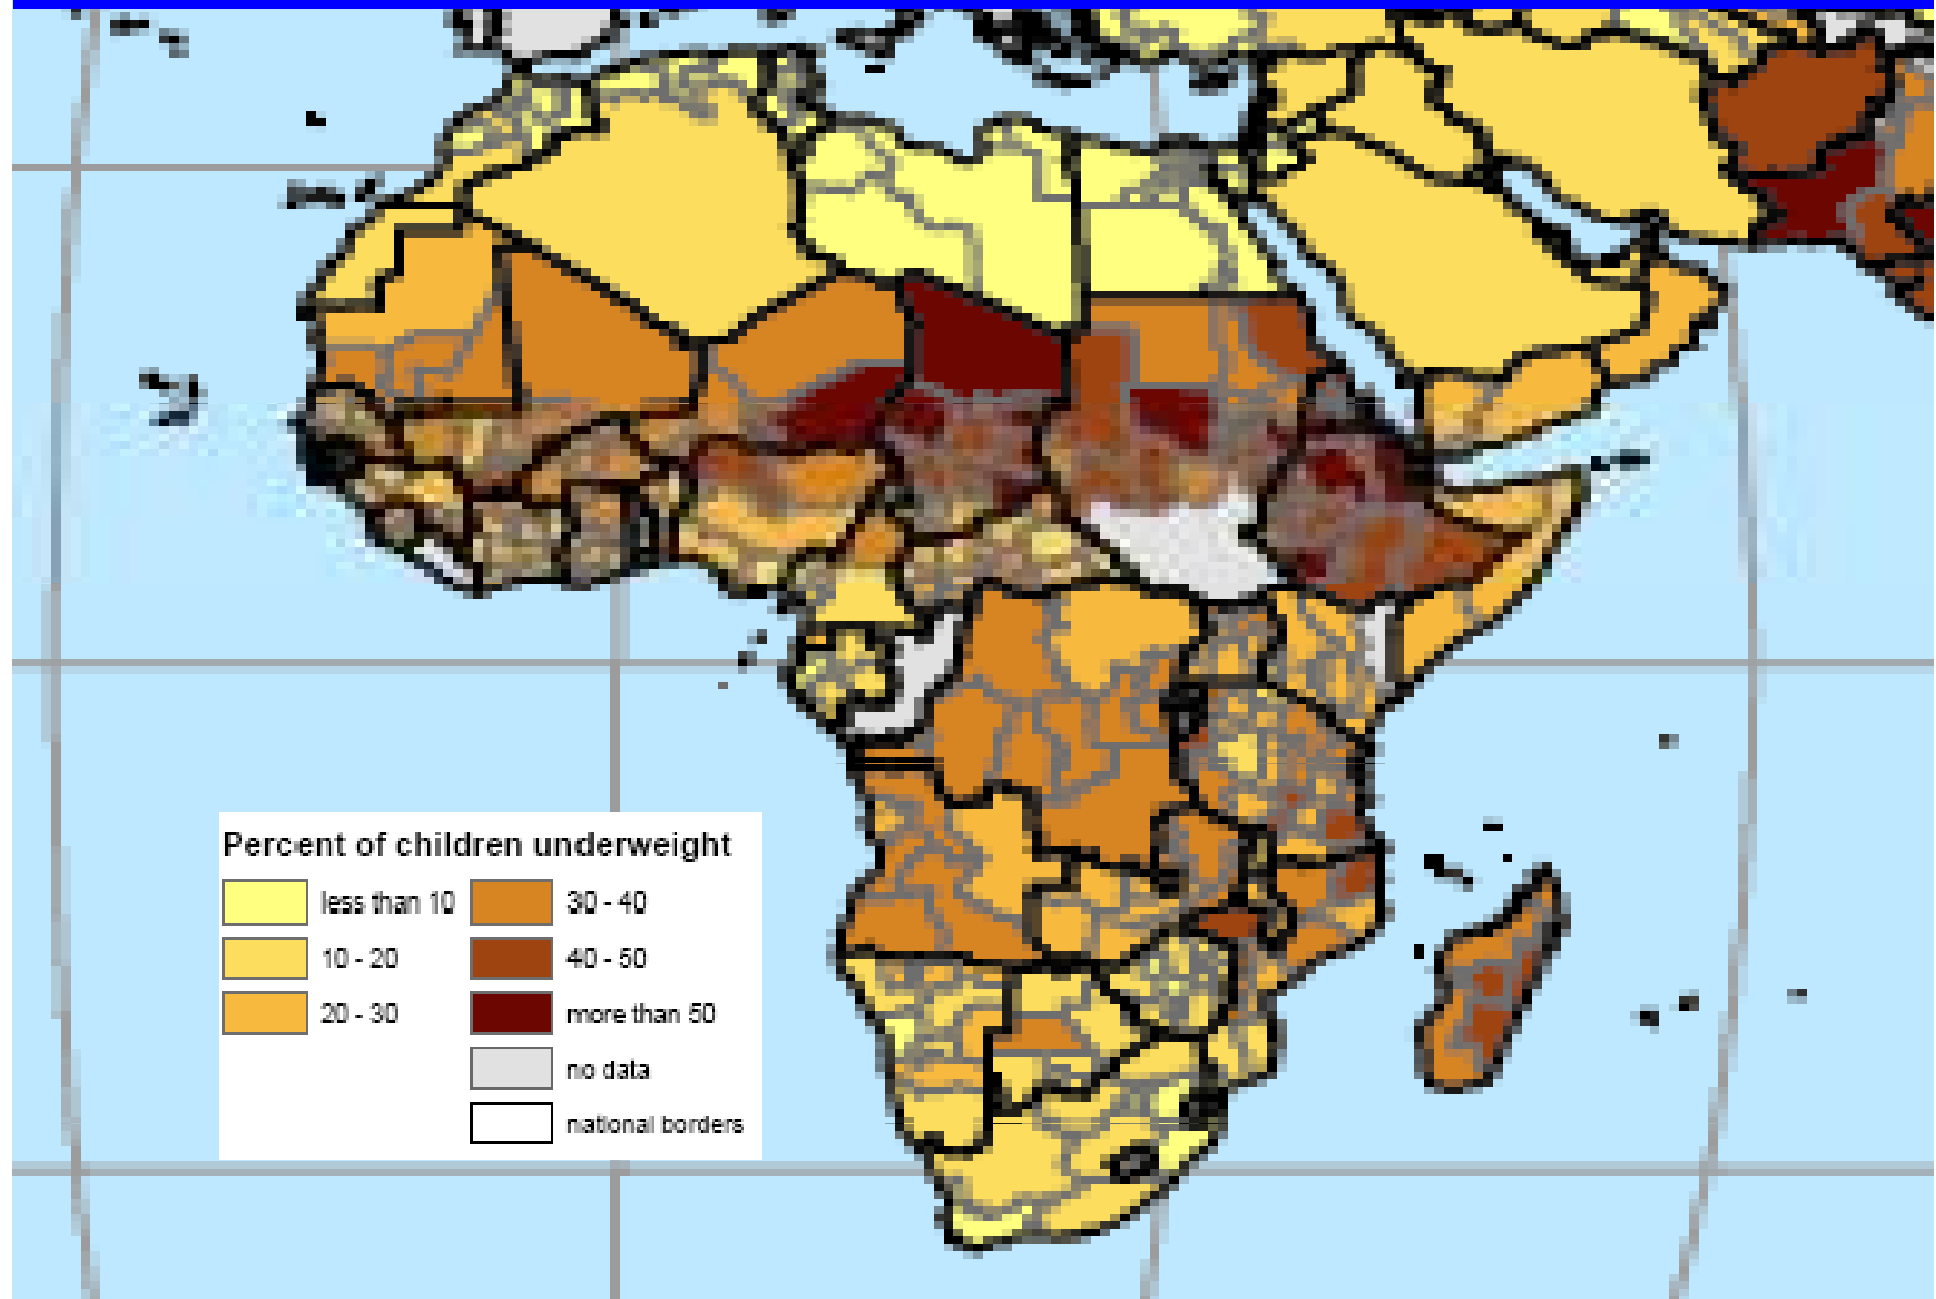 Percent of children underweight
less than 10
10 - 20
20 - 30
30 - 40
40 - 50
more than 50
no data
national borders